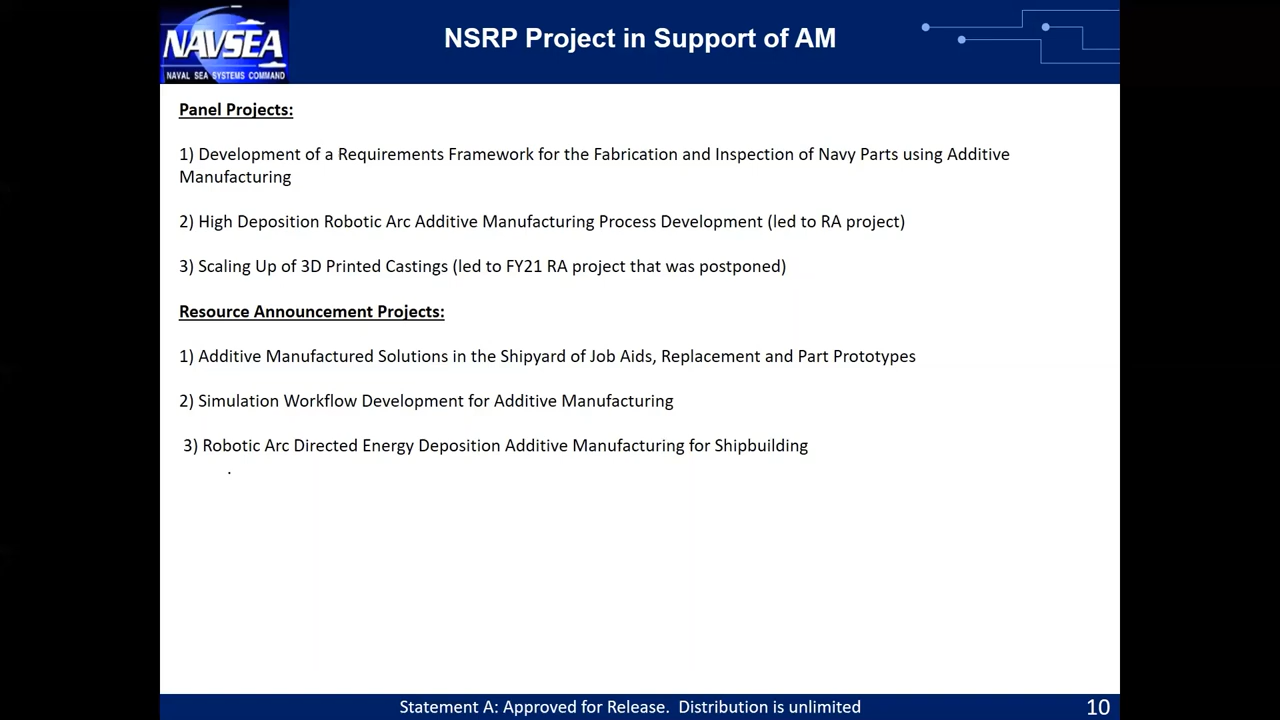 NAVSEA
NAVAL SEA SYSTEMS COMMAND
NSRP Project in Support of AM
Panel Projects:
1) Development of a Requirements Framework for the Fabrication and Inspection of Navy Parts using Additive
Manufacturing
2) High Deposition Robotic Arc Additive Manufacturing Process Development (led to RA project)
3) Scaling Up of 3D Printed Castings (led to FY21 RA project that was postponed)
Resource Announcement Projects:
1) Additive Manufactured Solutions in the Shipyard of Job Aids, Replacement and Part Prototypes
2) Simulation Workflow Development for Additive Manufacturing
3) Robotic Arc Directed Energy Deposition Additive Manufacturing for Shipbuilding
.
Statement A: Approved for Release.  Distribution is unlimited
10